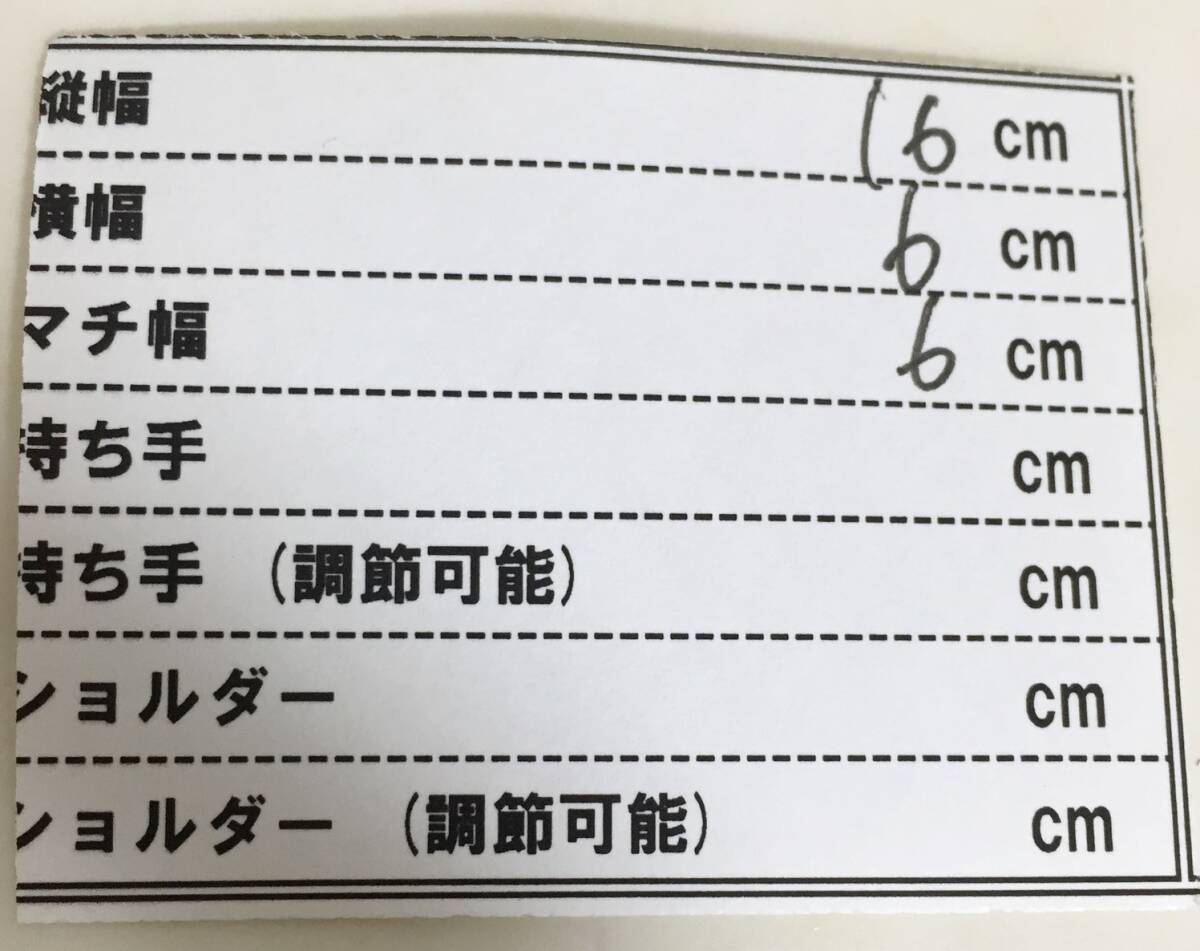 縦幅 16 cm
横幅 6 cm
マチ幅 6 cm
持ち手 cm
持ち手 (調節可能) cm
ショルダー cm
ショルダー (調節可能) cm